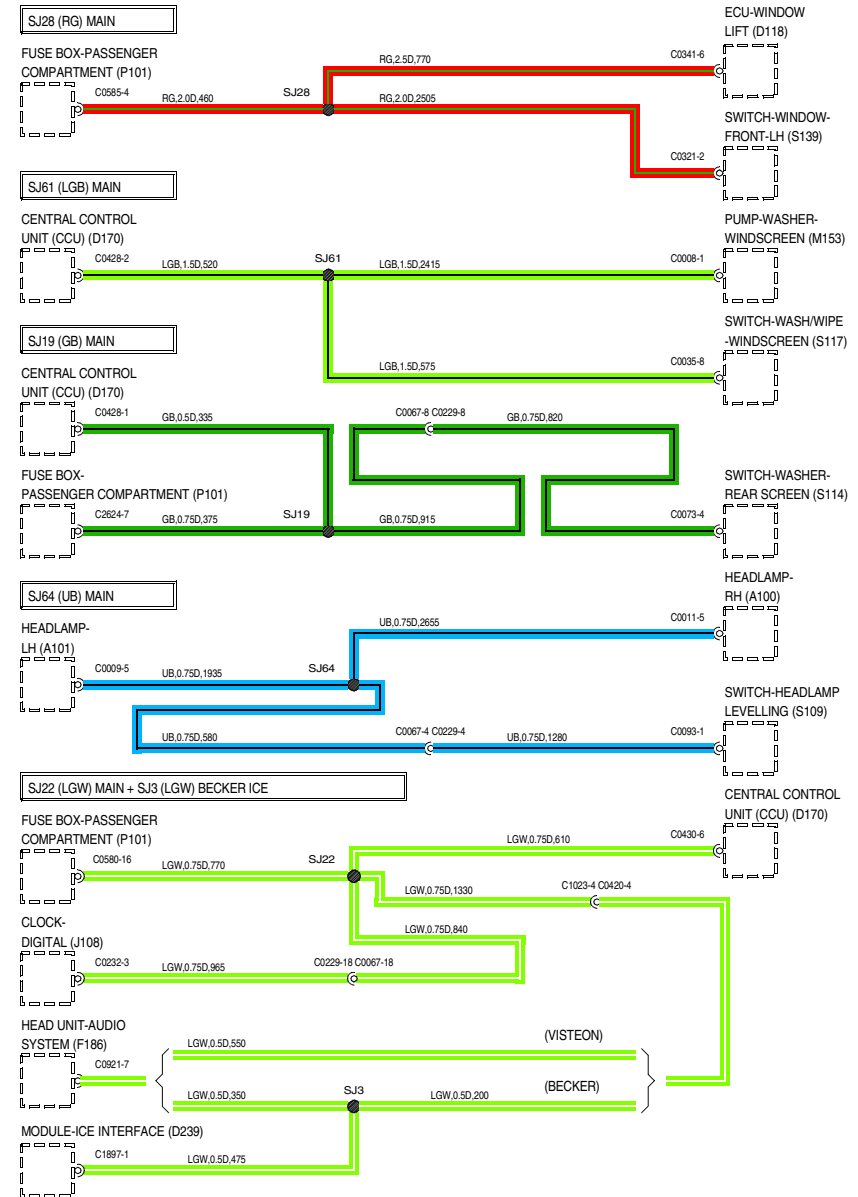 SJ28 (RG) MAIN
FUSE BOX-PASSENGER
COMPARTMENT (P101)
C0585-4
RG,2.0D,460
SJ28
RG,2.5D,770
C0341-6
ECU-WINDOW
LIFT (D118)
RG,2.0D,2505
C0321-2
SWITCH-WINDOW-
FRONT-LH (S139)
SJ61 (LGB) MAIN
CENTRAL CONTROL
UNIT (CCU) (D170)
C0428-2
LGB,1.5D,520
SJ61
LGB,1.5D,2415
C0008-1
PUMP-WASHER-
WINDSCREEN (M153)
LGB,1.5D,575
C0035-8
SWITCH-WASH/WIPE
-WINDSCREEN (S117)
SJ19 (GB) MAIN
CENTRAL CONTROL
UNIT (CCU) (D170)
C0428-1
GB,0.5D,335
C0067-8 C0229-8
GB,0.75D,820
FUSE BOX-
PASSENGER COMPARTMENT (P101)
C2624-7
GB,0.75D,375
SJ19
GB,0.75D,915
C0073-4
SWITCH-WASHER-
REAR SCREEN (S114)
SJ64 (UB) MAIN
HEADLAMP-
LH (A101)
C0009-5
UB,0.75D,1935
SJ64
UB,0.75D,2655
C0011-5
HEADLAMP-
RH (A100)
UB,0.75D,580
C0067-4 C0229-4
UB,0.75D,1280
C0093-1
SWITCH-HEADLAMP
LEVELLING (S109)
SJ22 (LGW) MAIN + SJ3 (LGW) BECKER ICE
FUSE BOX-PASSENGER
COMPARTMENT (P101)
C0580-16
LGW,0.75D,770
SJ22
LGW,0.75D,610
C0430-6
CENTRAL CONTROL
UNIT (CCU) (D170)
LGW,0.75D,1330
C1023-4 C0420-4
LGW,0.75D,840
CLOCK-
DIGITAL (J108)
C0232-3
LGW,0.75D,965
C0229-18 C0067-18
HEAD UNIT-AUDIO
SYSTEM (F186)
C0921-7
LGW,0.5D,550
(VISTEON)
LGW,0.5D,350
SJ3
LGW,0.5D,200
(BECKER)
MODULE-ICE INTERFACE (D239)
C1897-1
LGW,0.5D,475